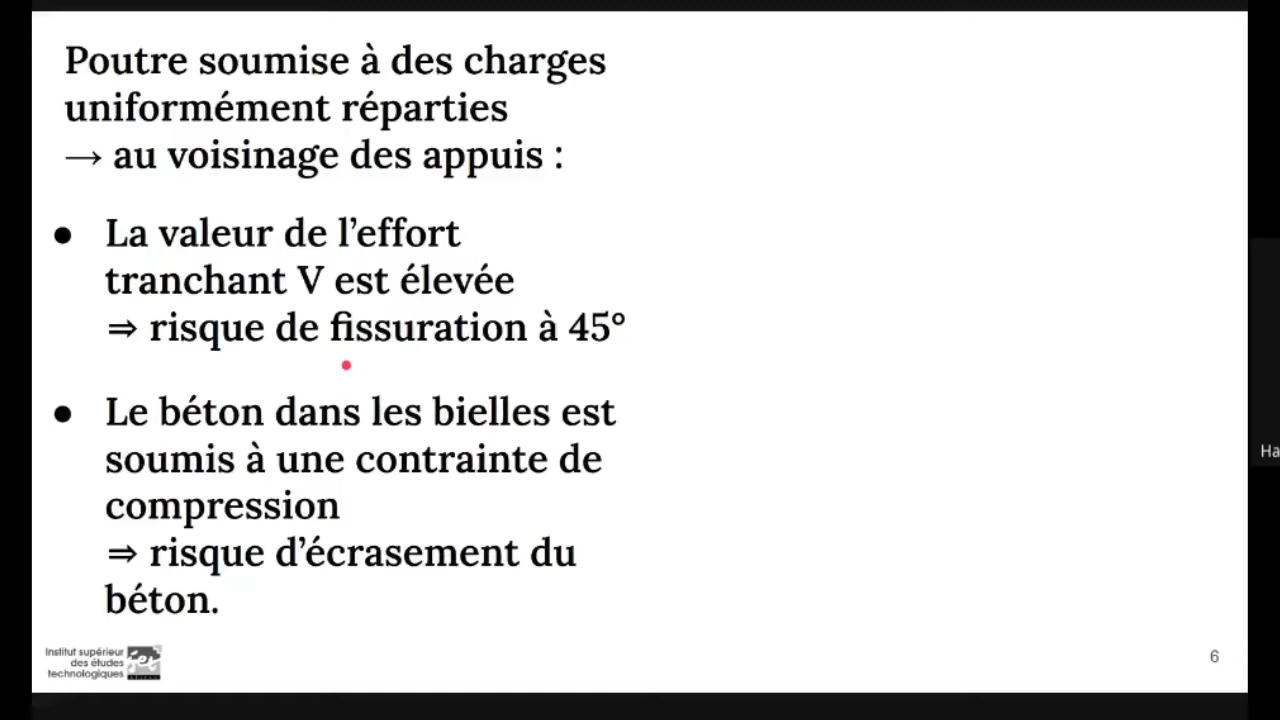 Poutre soumise à des charges
uniformément réparties
→ au voisinage des appuis :
● La valeur de l’effort
tranchant V est élevée
⇒ risque de fissuration à 45°
● Le béton dans les bielles est
soumis à une contrainte de
compression
⇒ risque d’écrasement du
béton.
Institut supérieur
des études
technologiques
6
Ha